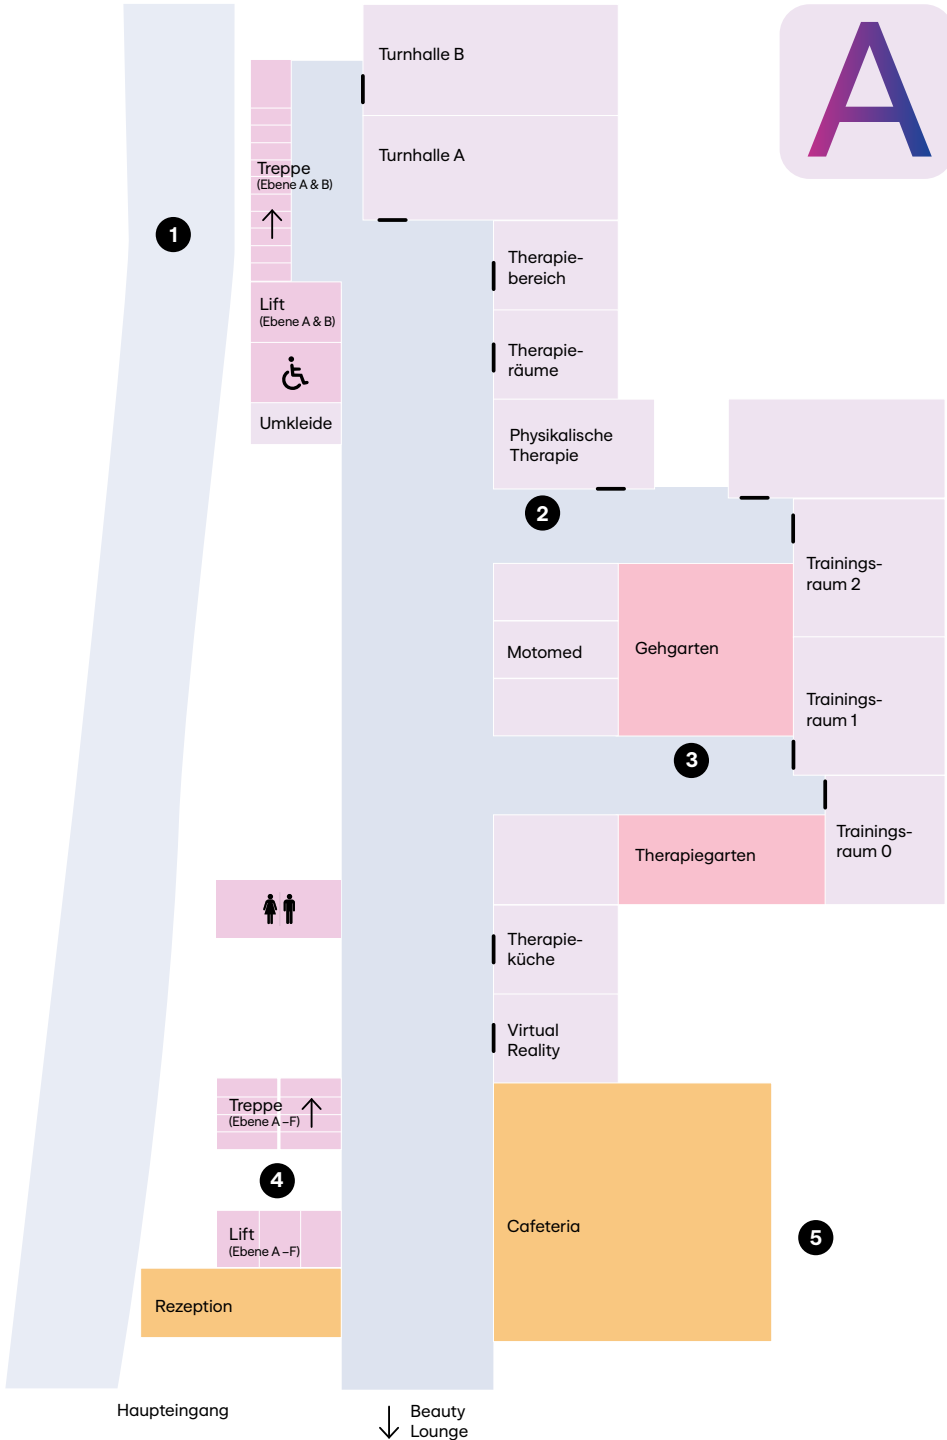 A
Turnhalle B
Turnhalle A
Treppe
(Ebene A & B)
1
Therapie-
bereich
Lift
(Ebene A & B)
Therapie-
räume
Umkleide
Physikalische
Therapie
2
Trainings-
raum 2
Motomed
Gehgarten
Trainings-
raum 1
3
Trainings-
raum 0
Therapiegarten
Therapie-
küche
Virtual
Reality
Treppe
(Ebene A–F)
4
Lift
(Ebene A–F)
Cafeteria
5
Rezeption
Haupteingang
Beauty
Lounge